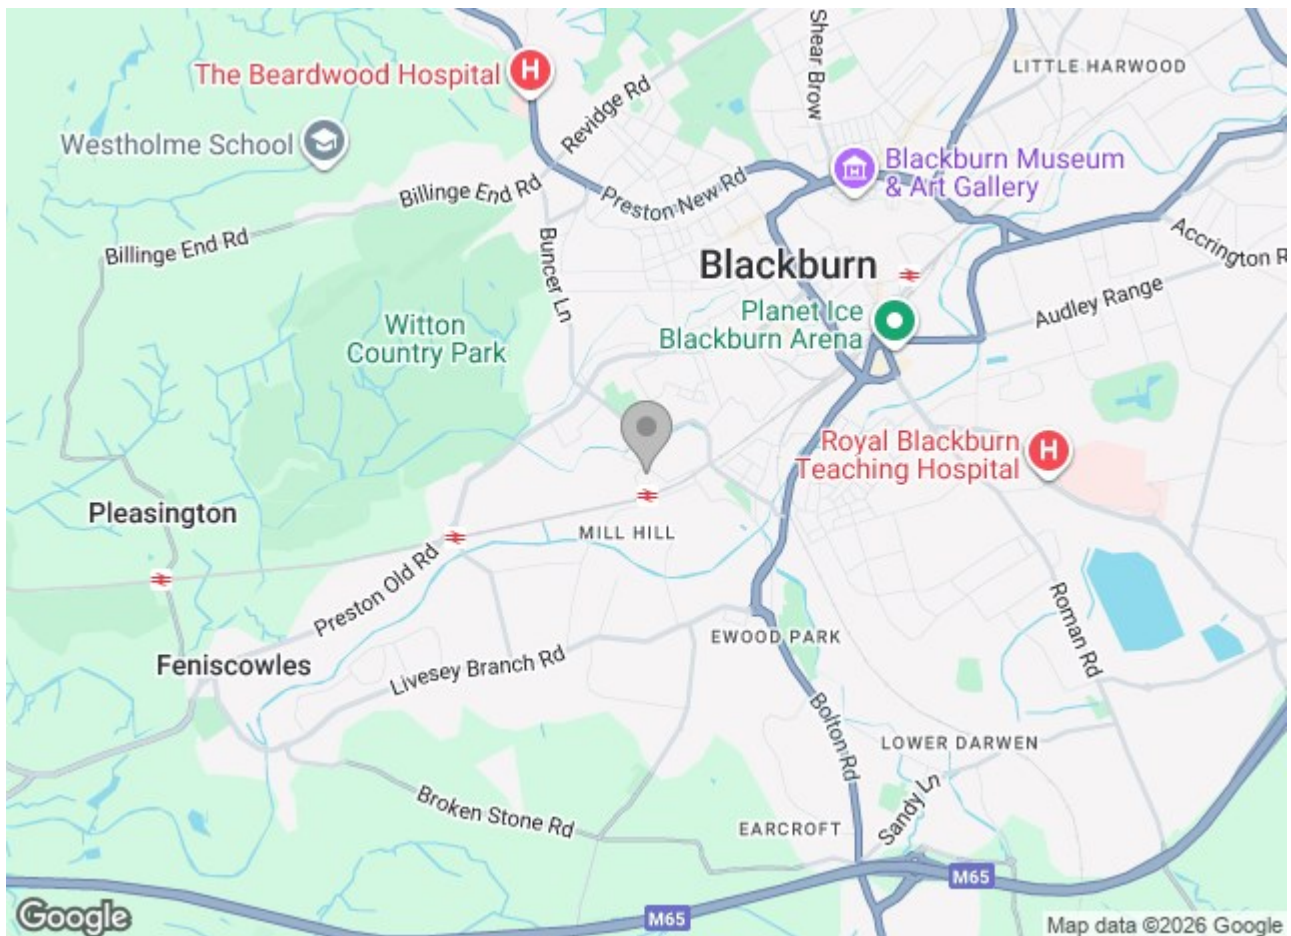 Shear Brow
LITTLE HARWOOD
The Beardwood Hospital
H
Revidge Rd
Westholme School
Blackburn Museum
& Art Gallery
Billinge End Rd
Preston New Rd
Billinge End Rd
Buncer Ln
Accrington R
Blackburn
Audley Range
Planet Ice
Blackburn Arena
Witton
Country Park
Royal Blackburn
Teaching Hospital
H
Pleasington
MILL HILL
Preston Old Rd
Roman Rd
EWOOD PARK
Feniscowles
Livesey Branch Rd
Bolton Rd
LOWER DARWEN
Broken Stone Rd
Sandy Ln
EARCROFT
M65
M65
Google
Map data ©2026 Google